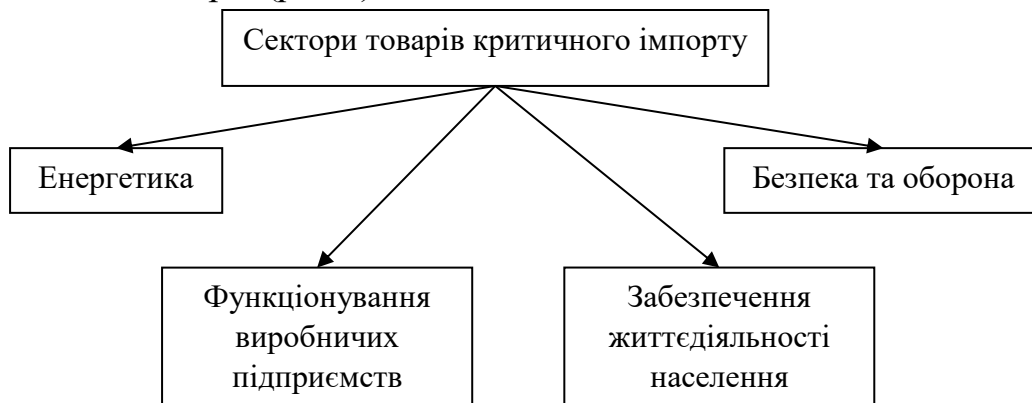 Сектори товарів критичного імпорту
Енергетика
Безпека та оборона
Функціонування
виробничих
підприємств
Забезпечення
життєдіяльності
населення